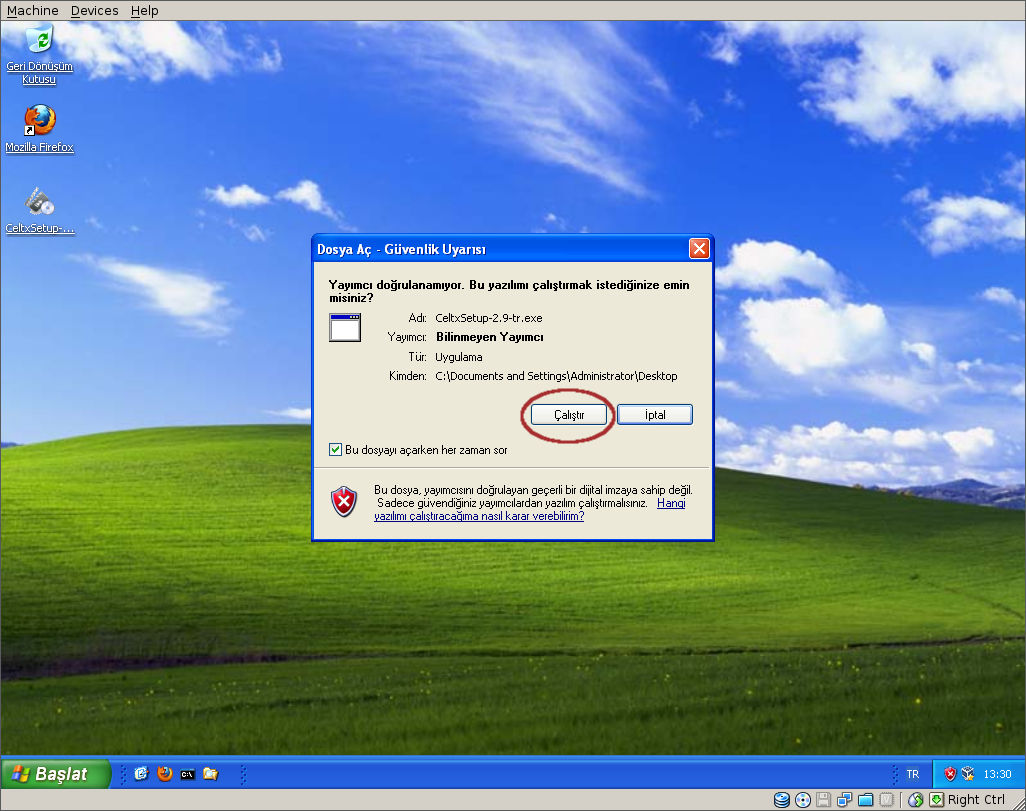 Machine Devices Help
Geri Dönüşüm
Kutusu
Mozilla Firefox
CeltxSetup-...
Dosya Aç - Güvenlik Uyarısı
Yayımcı doğrulanamıyor. Bu yazılımı çalıştırmak istediğinize emin
misiniz?
Adı: CeltxSetup-2.9-tr.exe
Yayımcı: Bilinmeyen Yayımcı
Tür: Uygulama
Kimden: C:\Documents and Settings\Administrator\Desktop
Çalıştır İptal
Bu dosyayı açarken her zaman sor
Bu dosya, yayımcısını doğrulayan geçerli bir dijital imzaya sahip değil.
Sadece güvendiğiniz yayımcılardan yazılım çalıştırmalısınız. Hangi
yazılımı çalıştıracağıma nasıl karar verebilirim?
Başlat
C:\
TR
13:30
Right Ctrl